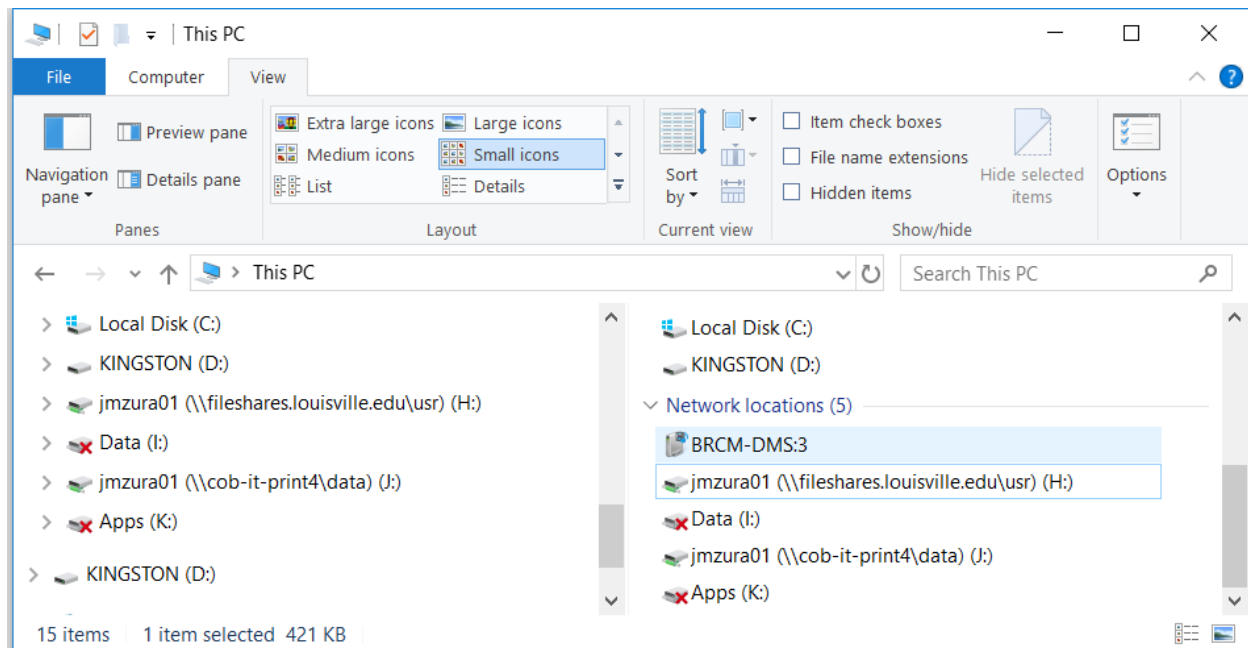 This PC
File Computer View
?
Navigation pane
Preview pane
Details pane
Panes
Extra large icons Large icons
Medium icons Small icons
List Details
Layout
Sort by
Current view
Item check boxes
File name extensions
Hidden items
Hide selected items
Show/hide
Options
This PC
Search This PC
Local Disk (C:)
KINGSTON (D:)
jmzura01 (\\fileshares.louisville.edu\usr) (H:)
Data (I:)
jmzura01 (\\cob-it-print4\data) (J:)
Apps (K:)
KINGSTON (D:)
Local Disk (C:)
KINGSTON (D:)
Network locations (5)
BRCM-DMS:3
jmzura01 (\\fileshares.louisville.edu\usr) (H:)
Data (I:)
jmzura01 (\\cob-it-print4\data) (J:)
Apps (K:)
15 items 1 item selected 421 KB